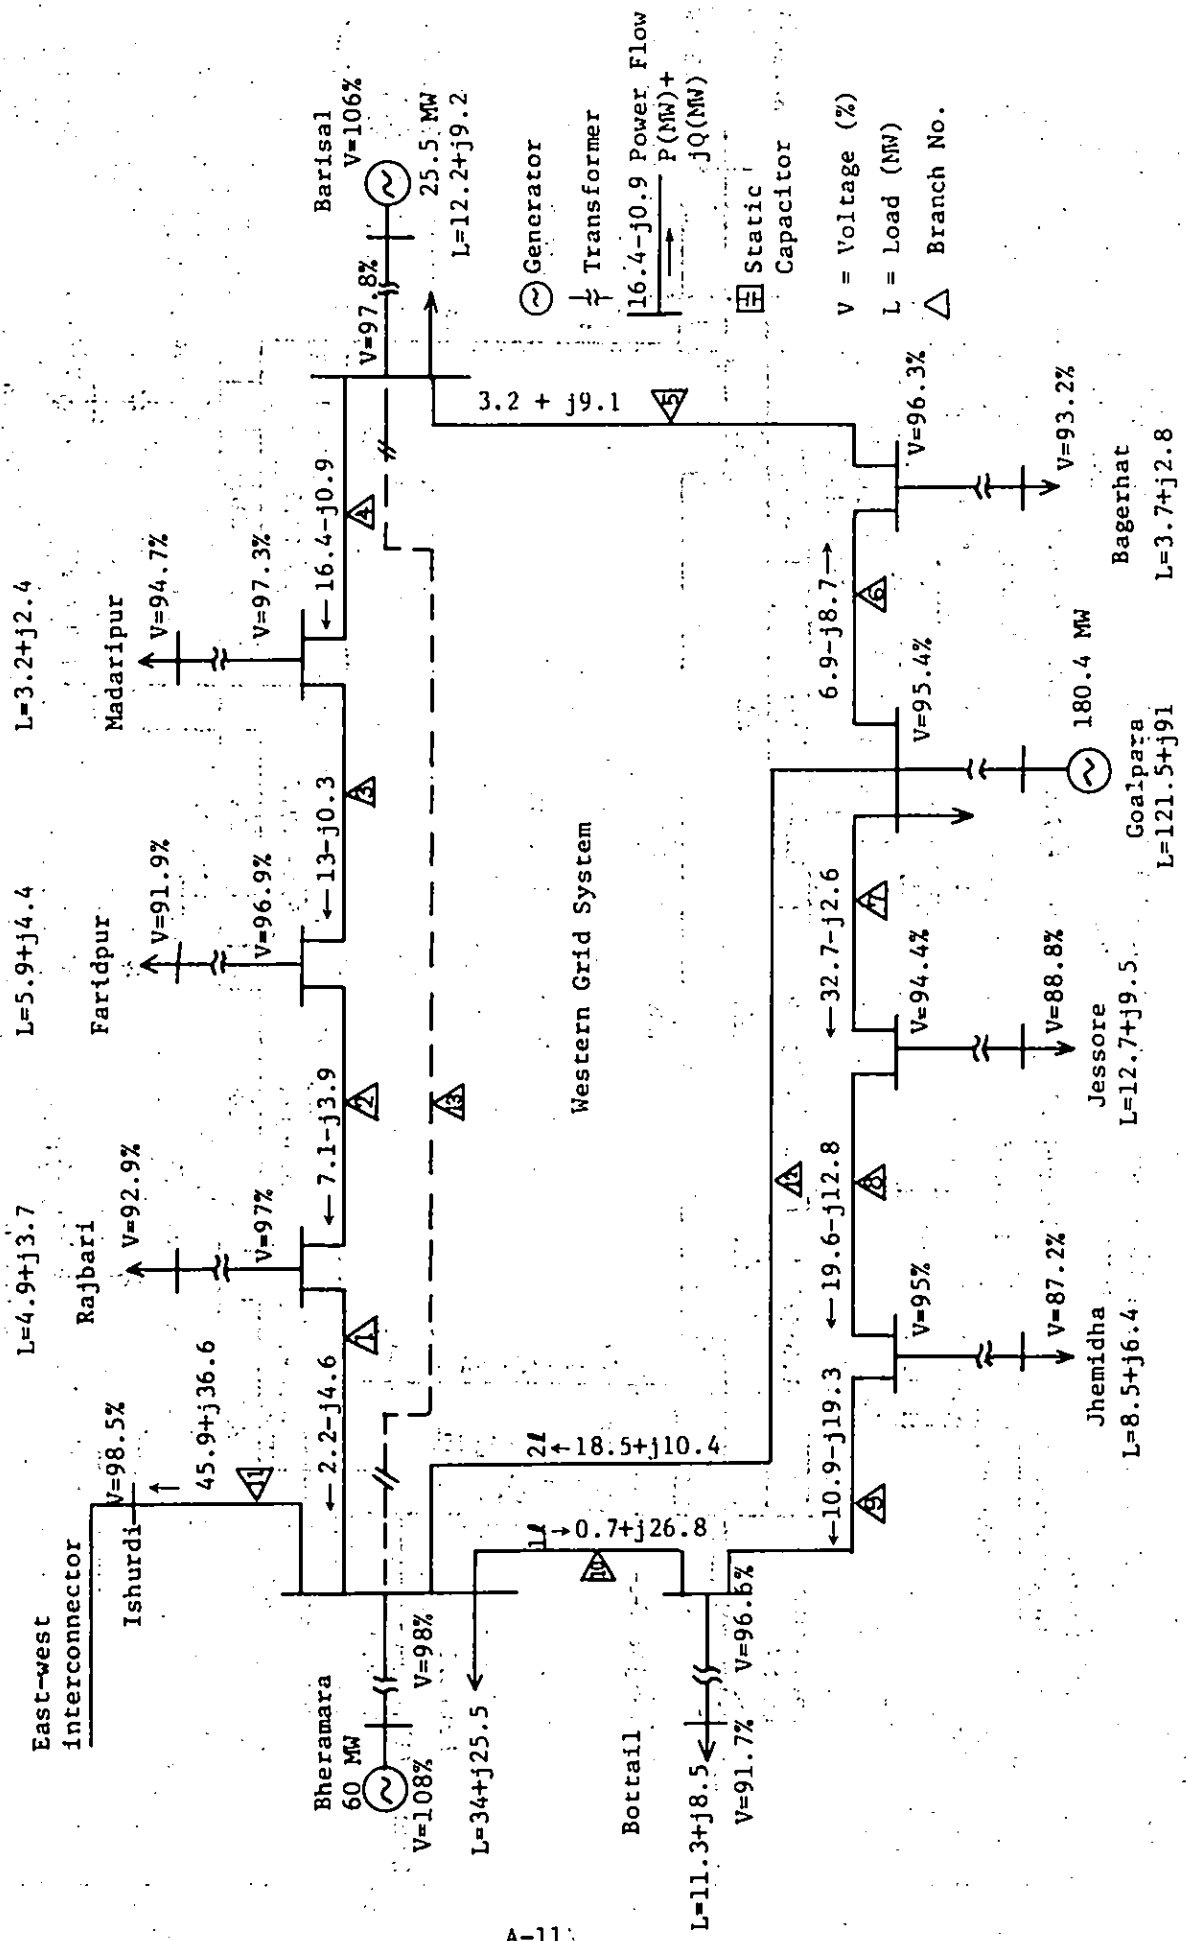 East-west
interconnector
Ishurdi
V=98.5%
45.9+j36.6
11
L=4.9+j3.7
Rajbari
V=92.9%
V=97%
L=5.9+j4.4
Faridpur
V=91.9%
V=96.9%
L=3.2+j2.4
Madaripur
V=94.7%
V=97.3%
Barisal
V=106%
25.5 MW
L=12.2+j9.2
V=97.8%
←2.2-j4.6
1
←7.1-j3.9
2
←13-j0.3
3
←16.4-j0.9
4
13
Bheramara
60 MW
V=108%
V=98%
L=34+j25.5
Western Grid System
3.2 + j9.1
5
Generator
Transformer
16.4-j0.9 Power Flow
P(MW)+
jQ(MW)
Static
Capacitor
V = Voltage (%)
L = Load (MW)
Branch No.
2ℓ
←18.5+j10.4
12
1ℓ
→0.7+j26.8
10
Bottail
L=11.3+j8.5
V=91.7%
V=96.6%
←10.9-j19.3
9
←19.6-j12.8
8
←32.7-j2.6
7
6.9-j8.7→
6
V=95%
V=87.2%
Jhemidha
L=8.5+j6.4
V=94.4%
V=88.8%
Jessore
L=12.7+j9.5
V=95.4%
180.4 MW
Goalpara
L=121.5+j91
V=96.3%
V=93.2%
Bagerhat
L=3.7+j2.8
A-11